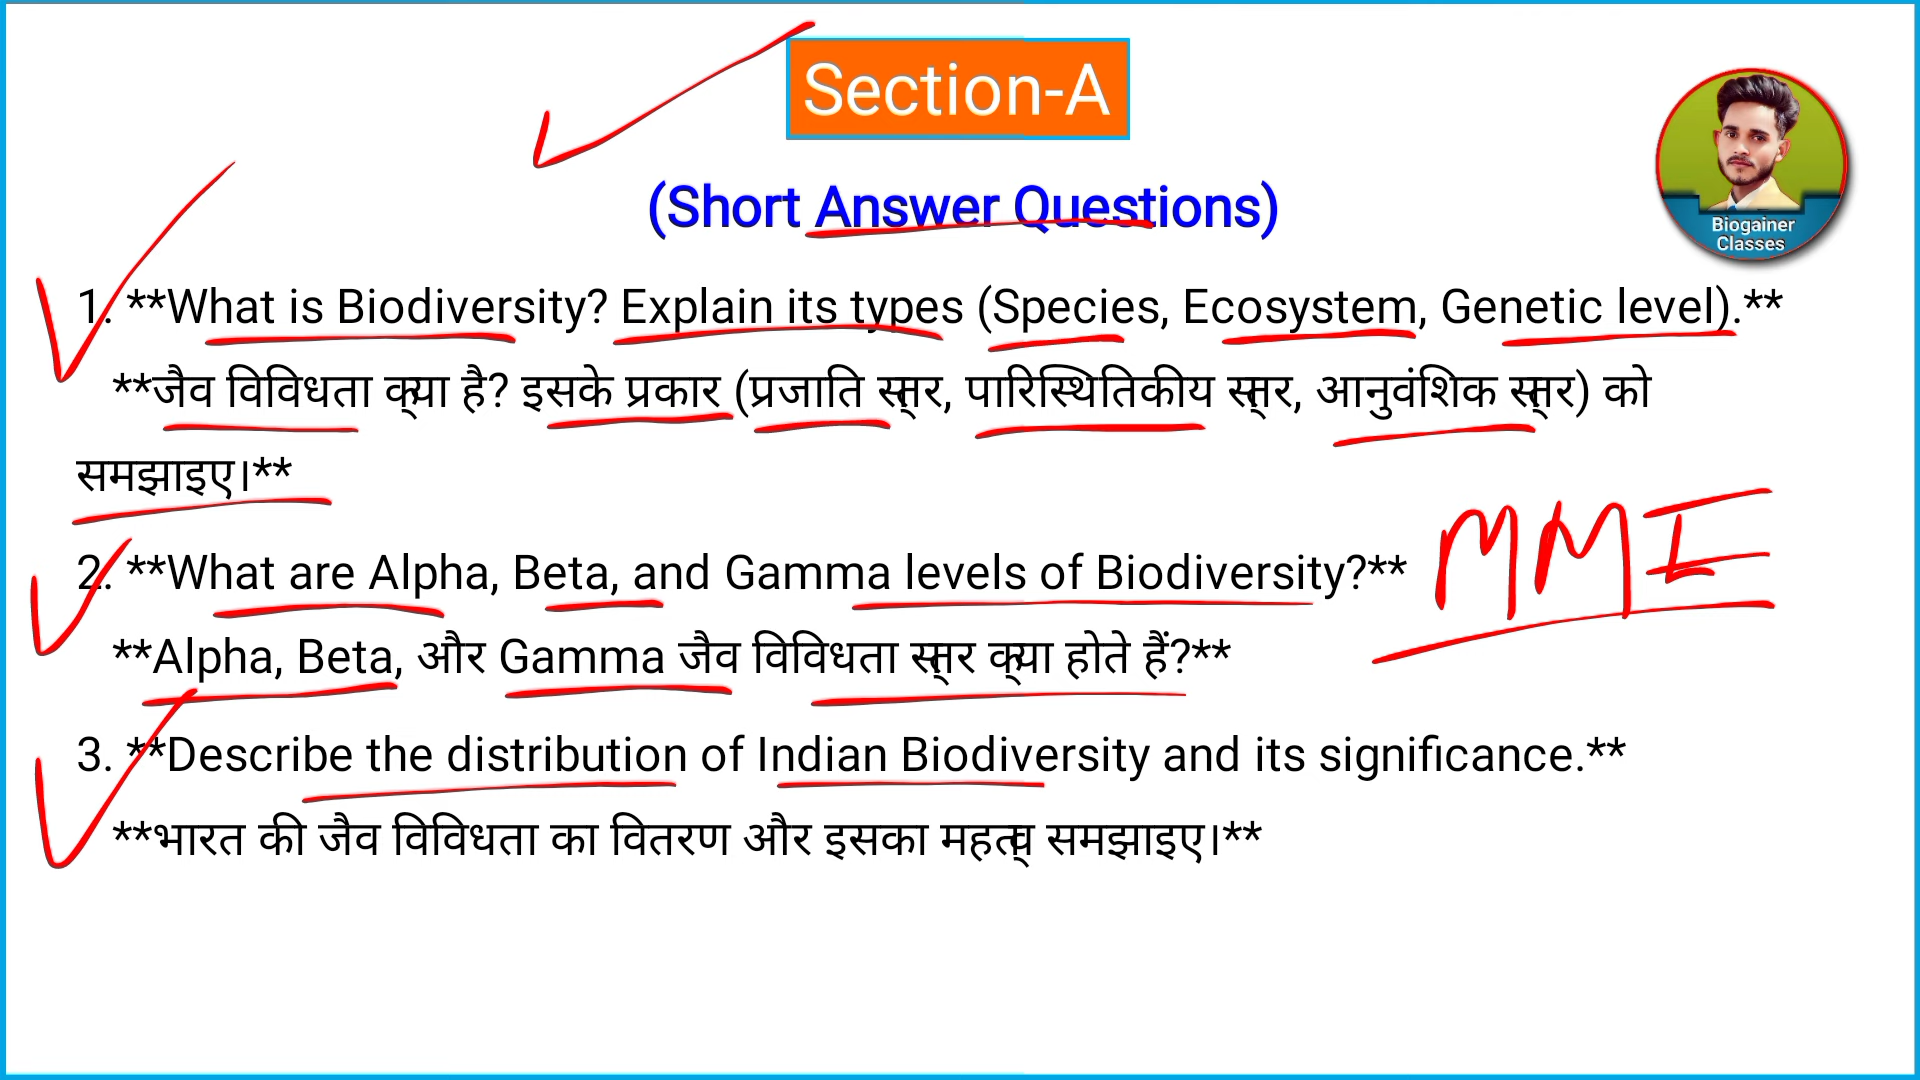 Section-A
(Short Answer Questions)
Biogainer
Classes
1. **What is Biodiversity? Explain its types (Species, Ecosystem, Genetic level).**
**जैव विविधता क्या है? इसके प्रकार (प्रजाति स्तर, पारिस्थितिकीय स्तर, आनुवंशिक स्तर) को
समझाइए।**
2. **What are Alpha, Beta, and Gamma levels of Biodiversity?**
MMI
**Alpha, Beta, और Gamma जैव विविधता स्तर क्या होते हैं?**
3. **Describe the distribution of Indian Biodiversity and its significance.**
**भारत की जैव विविधता का वितरण और इसका महत्व समझाइए।**